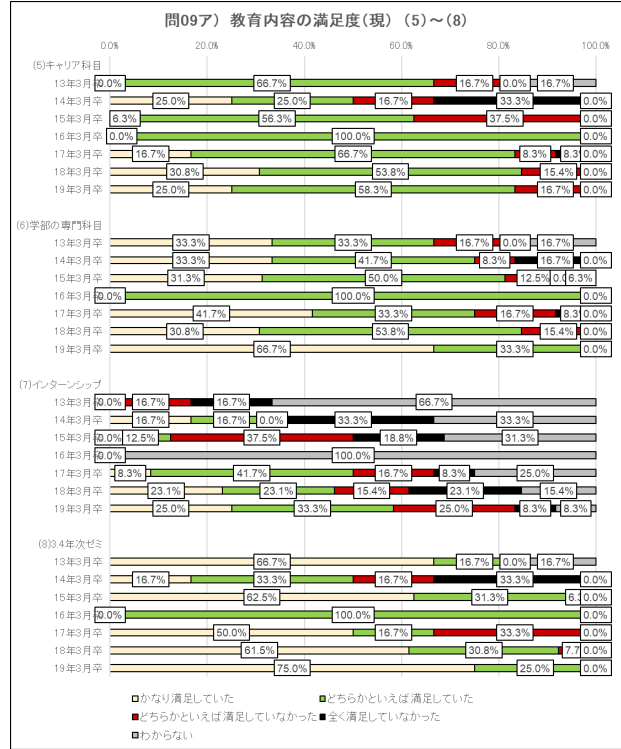 問09ア）教育内容の満足度（現）（5）～（8）
0.0% 20.0% 40.0% 60.0% 80.0% 100.0%
(5)キャリア科目
13年3月卒 0.0% 66.7% 16.7% 0.0% 16.7%
14年3月卒 25.0% 25.0% 16.7% 33.3% 0.0%
15年3月卒 6.3% 56.3% 37.5% 0.0%
16年3月卒 0.0% 100.0% 0.0%
17年3月卒 16.7% 66.7% 8.3% 8.3% 0.0%
18年3月卒 30.8% 53.8% 15.4% 0.0%
19年3月卒 25.0% 58.3% 16.7% 0.0%
(6)学部の専門科目
13年3月卒 33.3% 33.3% 16.7% 0.0% 16.7%
14年3月卒 33.3% 41.7% 8.3% 16.7% 0.0%
15年3月卒 31.3% 50.0% 12.5% 0.0 6.3%
16年3月卒 0.0% 100.0% 0.0%
17年3月卒 41.7% 33.3% 16.7% 8.3% 0.0%
18年3月卒 30.8% 53.8% 15.4% 0.0%
19年3月卒 66.7% 33.3% 0.0%
(7)インターンシップ
13年3月卒 0.0% 16.7% 16.7% 66.7%
14年3月卒 16.7% 16.7% 0.0% 33.3% 33.3%
15年3月卒 0.0% 12.5% 37.5% 18.8% 31.3%
16年3月卒 0.0% 100.0%
17年3月卒 8.3% 41.7% 16.7% 8.3% 25.0%
18年3月卒 23.1% 23.1% 15.4% 23.1% 15.4%
19年3月卒 25.0% 33.3% 25.0% 8.3% 8.3%
(8)3 4年次ゼミ
13年3月卒 66.7% 16.7% 0.0% 16.7%
14年3月卒 16.7% 33.3% 16.7% 33.3% 0.0%
15年3月卒 62.5% 31.3% 6.3 0.0%
16年3月卒 0.0% 100.0% 0.0%
17年3月卒 50.0% 16.7% 33.3% 0.0%
18年3月卒 61.5% 30.8% 7.7 0.0%
19年3月卒 75.0% 25.0% 0.0%
かなり満足していた どちらかといえば満足していた
どちらかといえば満足していなかった 全く満足していなかった
わからない